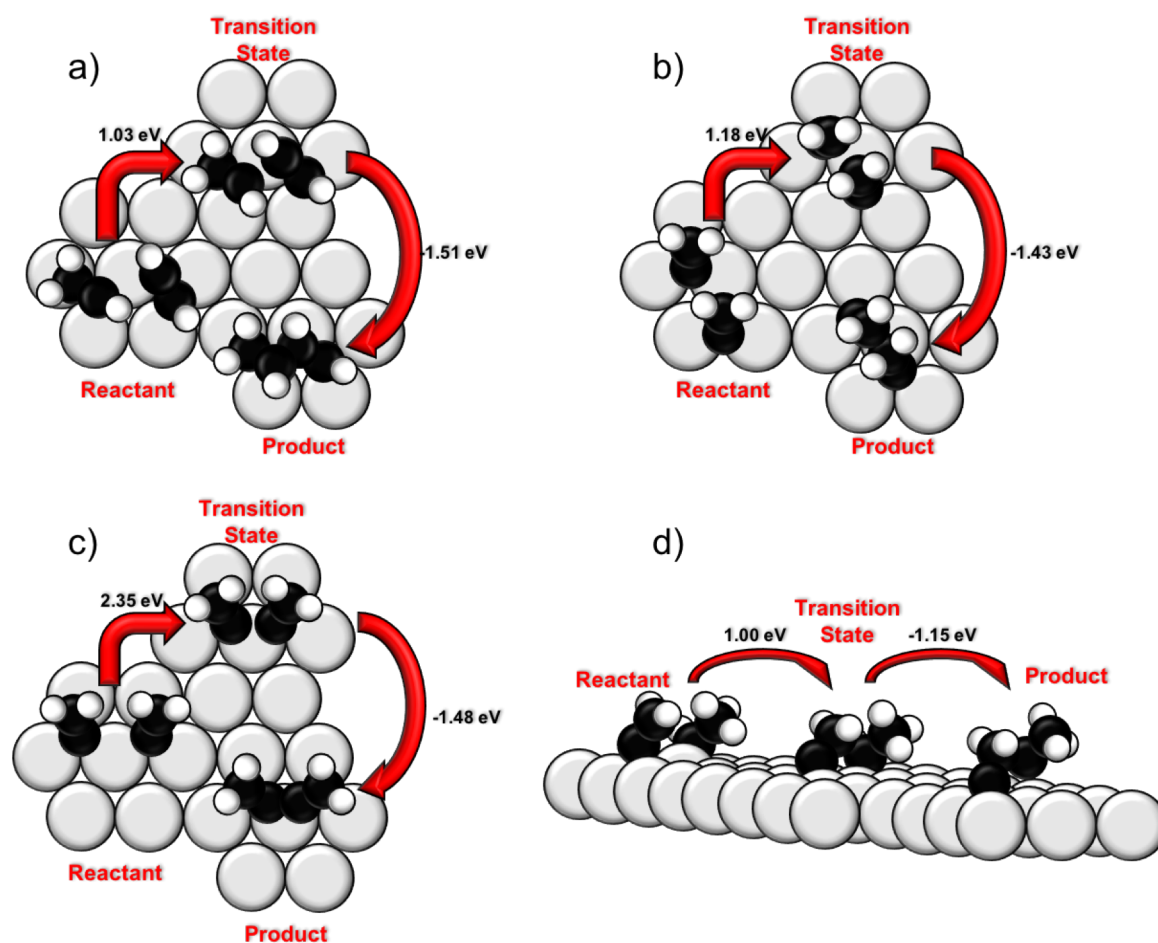 a)
Transition
State
1.03 eV
-1.51 eV
Reactant
Product
b)
Transition
State
1.18 eV
-1.43 eV
Reactant
Product
c)
Transition
State
2.35 eV
-1.48 eV
Reactant
Product
d)
Transition
State
1.00 eV
-1.15 eV
Reactant
Product